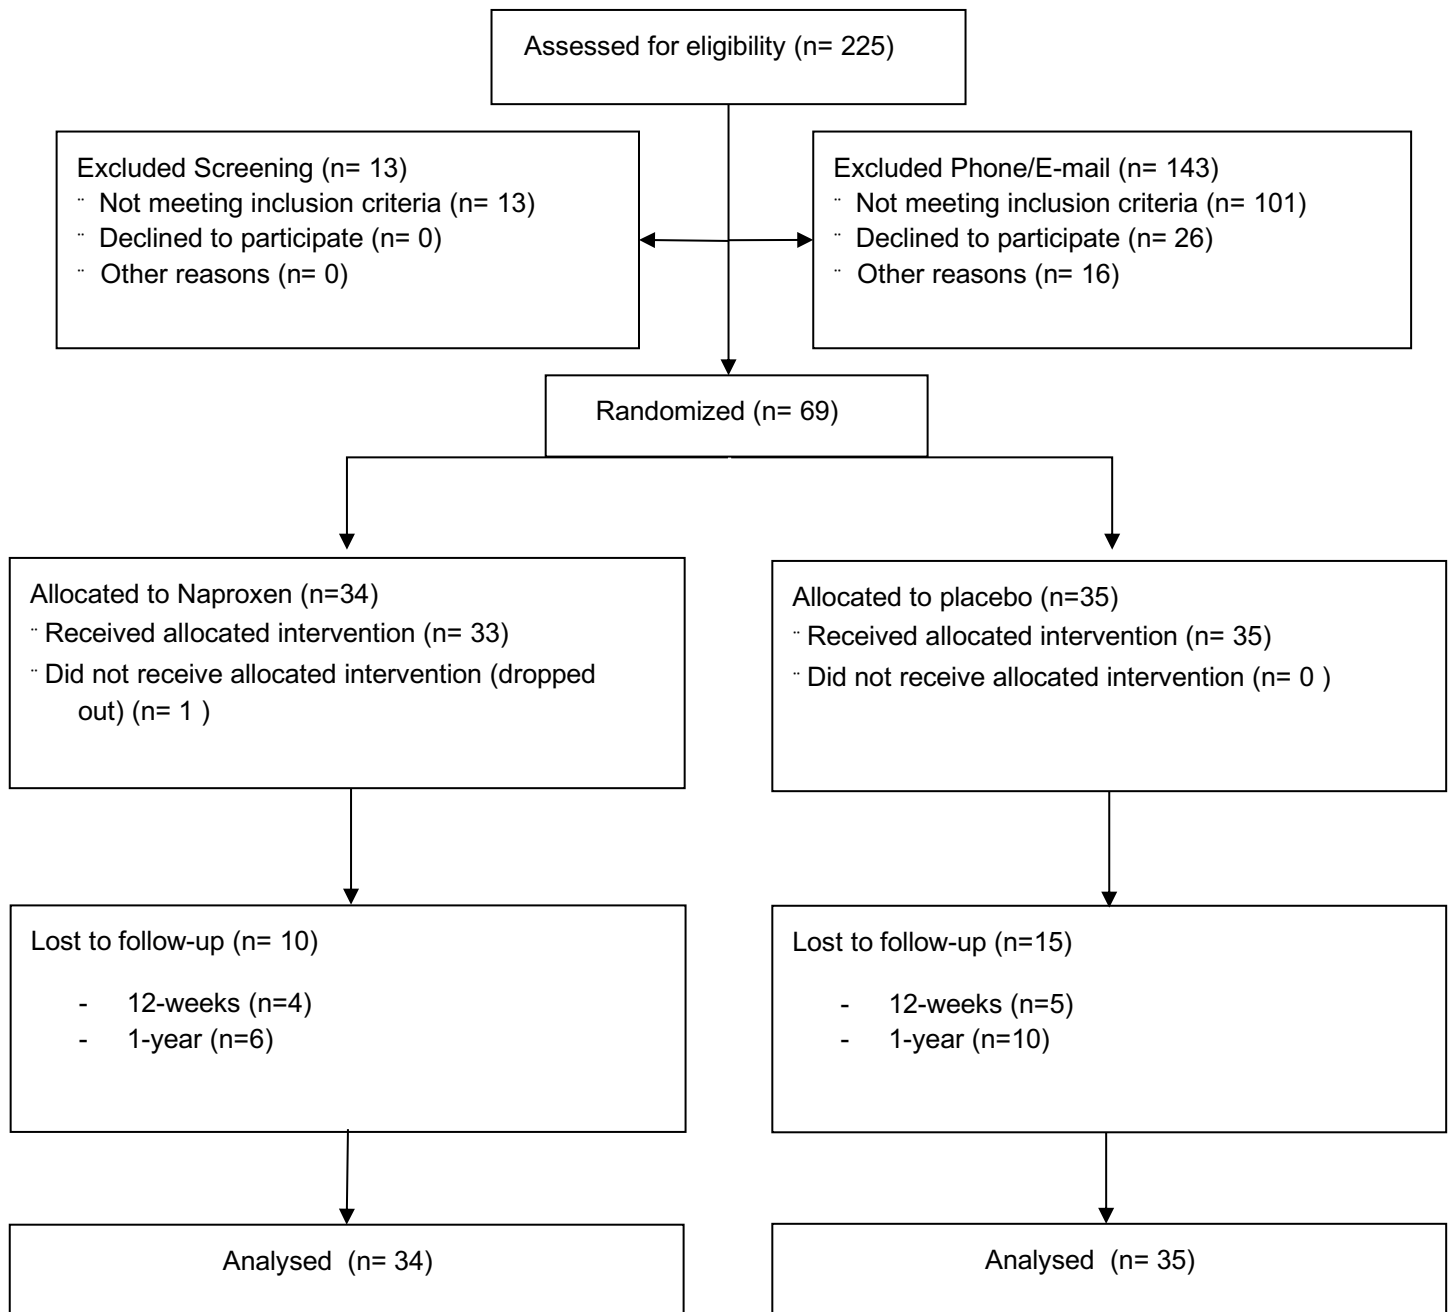 Assessed for eligibility (n= 225)
Excluded Screening (n= 13)
¨ Not meeting inclusion criteria (n= 13)
¨ Declined to participate (n= 0)
¨ Other reasons (n= 0)
Excluded Phone/E-mail (n= 143)
¨ Not meeting inclusion criteria (n= 101)
¨ Declined to participate (n= 26)
¨ Other reasons (n= 16)
Randomized (n= 69)
Allocated to Naproxen (n=34)
¨ Received allocated intervention (n= 33)
¨ Did not receive allocated intervention (dropped
out) (n= 1 )
Allocated to placebo (n=35)
¨ Received allocated intervention (n= 35)
¨ Did not receive allocated intervention (n= 0 )
Lost to follow-up (n= 10)
- 12-weeks (n=4)
- 1-year (n=6)
Lost to follow-up (n=15)
- 12-weeks (n=5)
- 1-year (n=10)
Analysed (n= 34)
Analysed (n= 35)